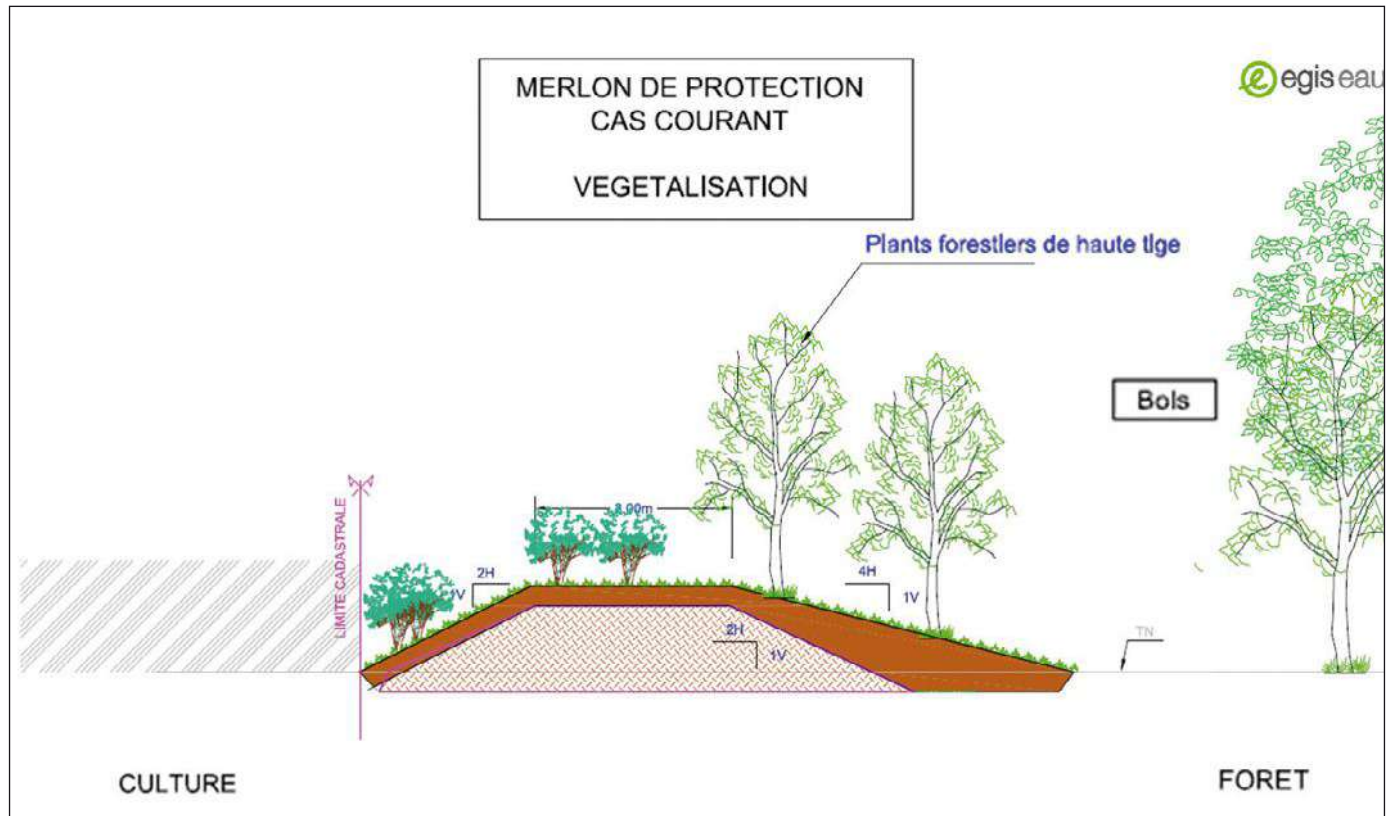 MERLON DE PROTECTION
CAS COURANT
VEGETALISATION
egis eau
Plants forestiers de haute tige
Bois
LIMITE CADASTRALE
2H
1V
4H
1V
2H
1V
TN
CULTURE
FORET